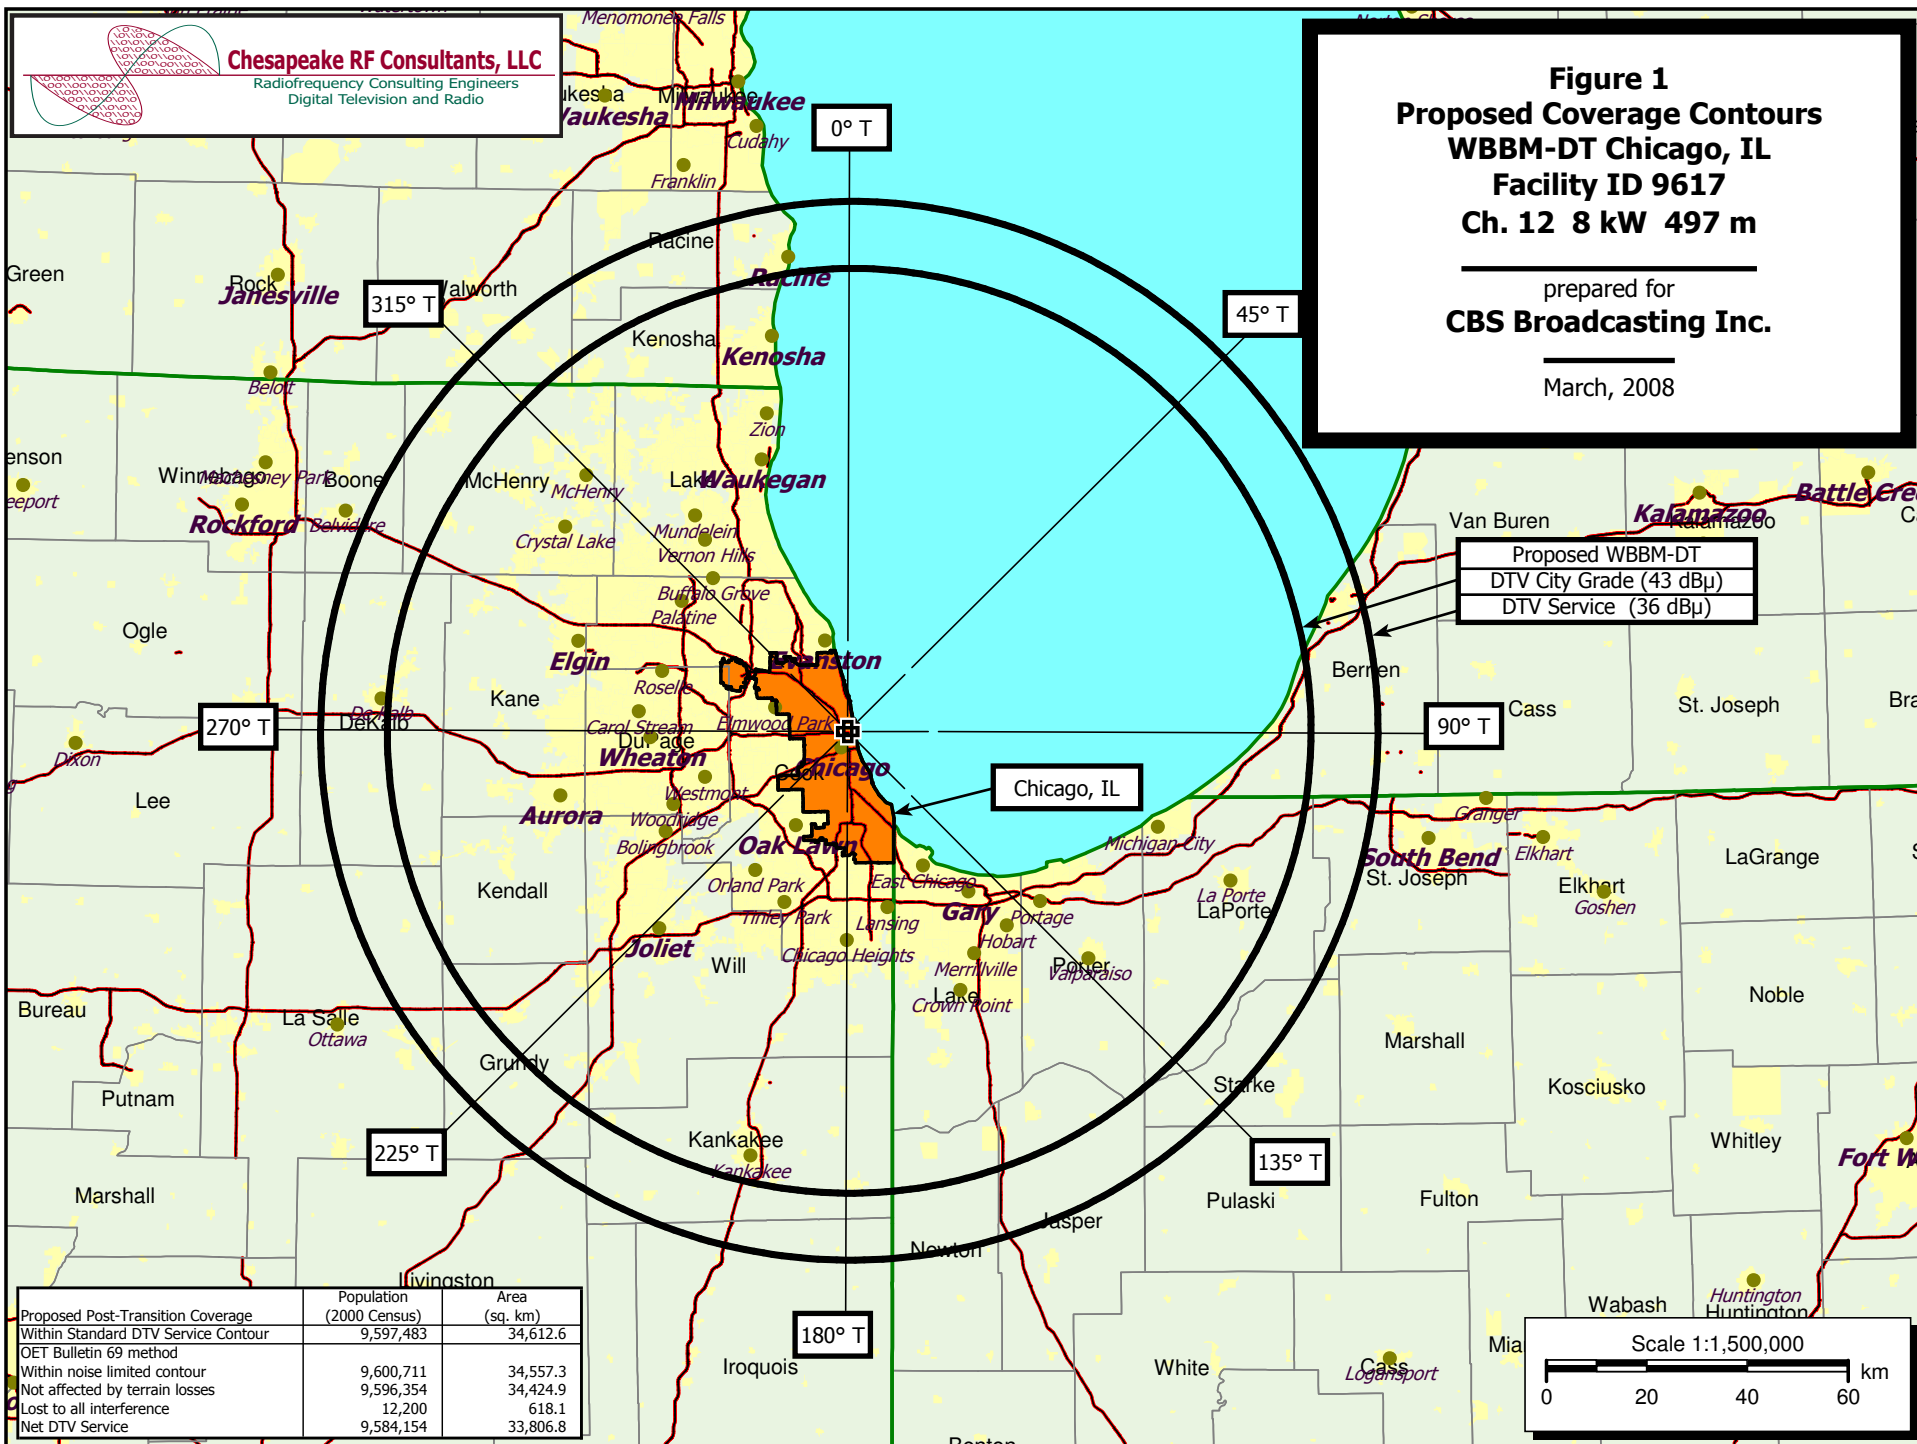 Chesapeake RF Consultants, LLC
Radiofrequency Consulting Engineers
Digital Television and Radio
Figure 1
Proposed Coverage Contours
WBBM-DT Chicago, IL
Facility ID 9617
Ch. 12 8 kW 497 m
prepared for
CBS Broadcasting Inc.
March, 2008
Menomonee Falls
Milwaukee
Milwaukee
Cudahy
Franklin
0° T
Racine
Racine
Green
Rock
Janesville
315° T
45° T
Kenosha
Kenosha
Beloit
Zion
Winnebago
Machesney Park
Boone
McHenry
McHenry
Lake
Waukegan
Rockford
Belvidere
Crystal Lake
Mundelein
Vernon Hills
Buffalo Grove
Palatine
Van Buren
Kalamazoo
Kalamazoo
Proposed WBBM-DT
DTV City Grade (43 dBµ)
DTV Service (36 dBµ)
Ogle
Elgin
Evanston
Roselle
Kane
Berrien
Cass
St. Joseph
270° T
De Kalb
DeKalb
Carol Stream
Elmwood Park
90° T
Dixon
DuPage
Wheaton
Chicago
Cook
Chicago, IL
Lee
Aurora
Westmont
Woodridge
Bolingbrook
Oak Lawn
Michigan City
Granger
South Bend
St. Joseph
Elkhart
LaGrange
Kendall
Orland Park
East Chicago
La Porte
LaPorte
Elkhart
Goshen
Tinley Park
Lansing
Gary
Portage
Hobart
Joliet
Will
Chicago Heights
Merrillville
Porter
Valparaiso
Lake
Crown Point
Noble
Bureau
La Salle
Ottawa
Marshall
Grundy
Starke
Kosciusko
Putnam
Kankakee
Kankakee
225° T
135° T
Whitley
Marshall
Pulaski
Fulton
Jasper
Newton
Livingston
Huntington
Huntington
Wabash
180° T
Iroquois
White
Cass
Logansport
Proposed Post-Transition Coverage Population (2000 Census) Area (sq. km)
Within Standard DTV Service Contour 9,597,483 34,612.6
OET Bulletin 69 method
Within noise limited contour 9,600,711 34,557.3
Not affected by terrain losses 9,596,354 34,424.9
Lost to all interference 12,200 618.1
Net DTV Service 9,584,154 33,806.8
Scale 1:1,500,000
km
0 20 40 60